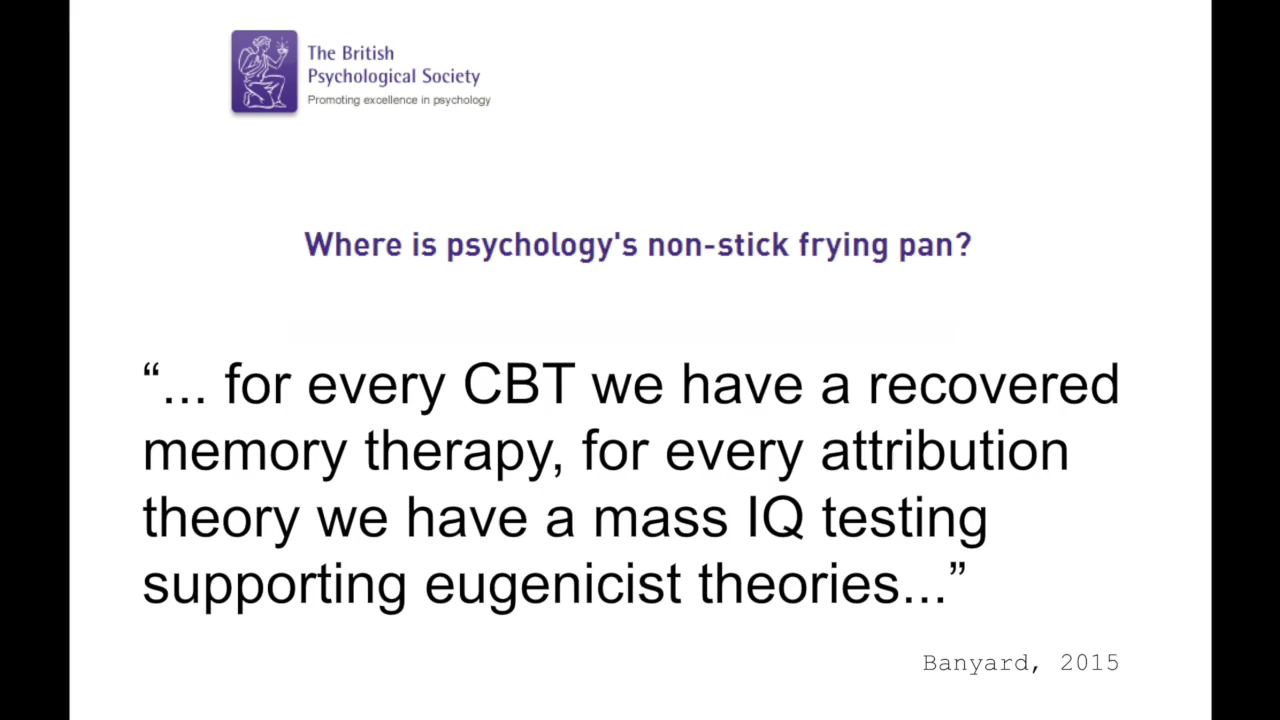 The British
Psychological Society
Promoting excellence in psychology
Where is psychology's non-stick frying pan?
“... for every CBT we have a recovered
memory therapy, for every attribution
theory we have a mass IQ testing
supporting eugenicist theories...”
Banyard, 2015